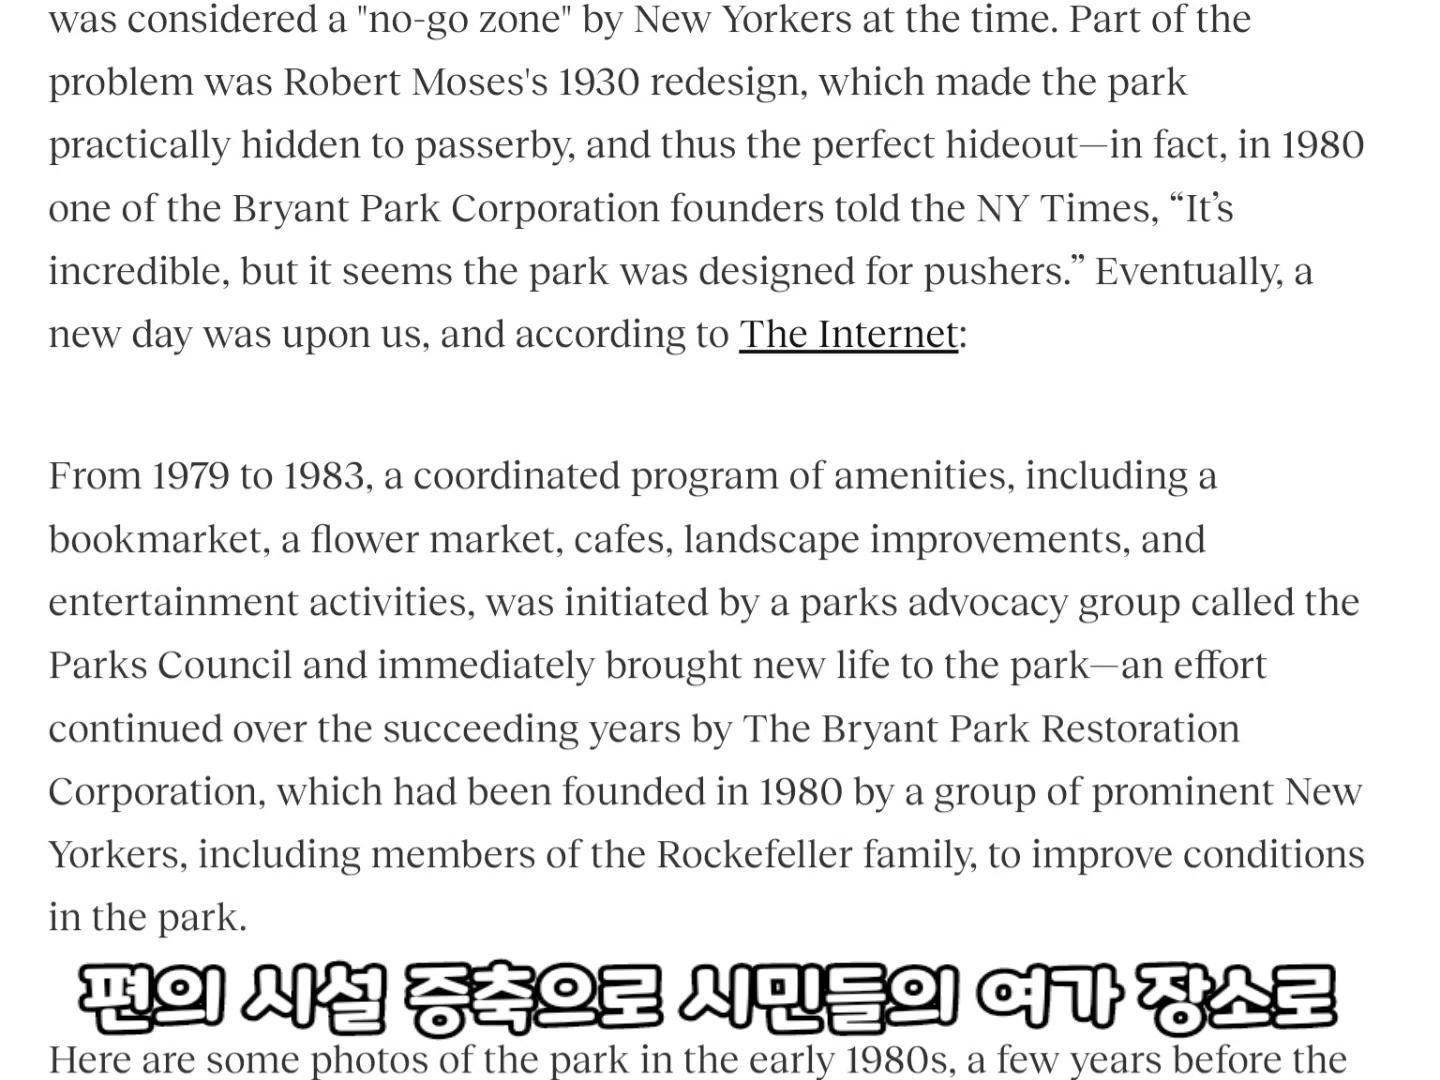 was considered a "no-go zone" by New Yorkers at the time. Part of the
problem was Robert Moses's 1930 redesign, which made the park
practically hidden to passerby, and thus the perfect hideout—in fact, in 1980
one of the Bryant Park Corporation founders told the NY Times, “It’s
incredible, but it seems the park was designed for pushers.” Eventually, a
new day was upon us, and according to The Internet:
From 1979 to 1983, a coordinated program of amenities, including a
bookmarket, a flower market, cafes, landscape improvements, and
entertainment activities, was initiated by a parks advocacy group called the
Parks Council and immediately brought new life to the park—an effort
continued over the succeeding years by The Bryant Park Restoration
Corporation, which had been founded in 1980 by a group of prominent New
Yorkers, including members of the Rockefeller family, to improve conditions
in the park.
편의 시설 증축으로 시민들의 여가 장소로
Here are some photos of the park in the early 1980s, a few years before the